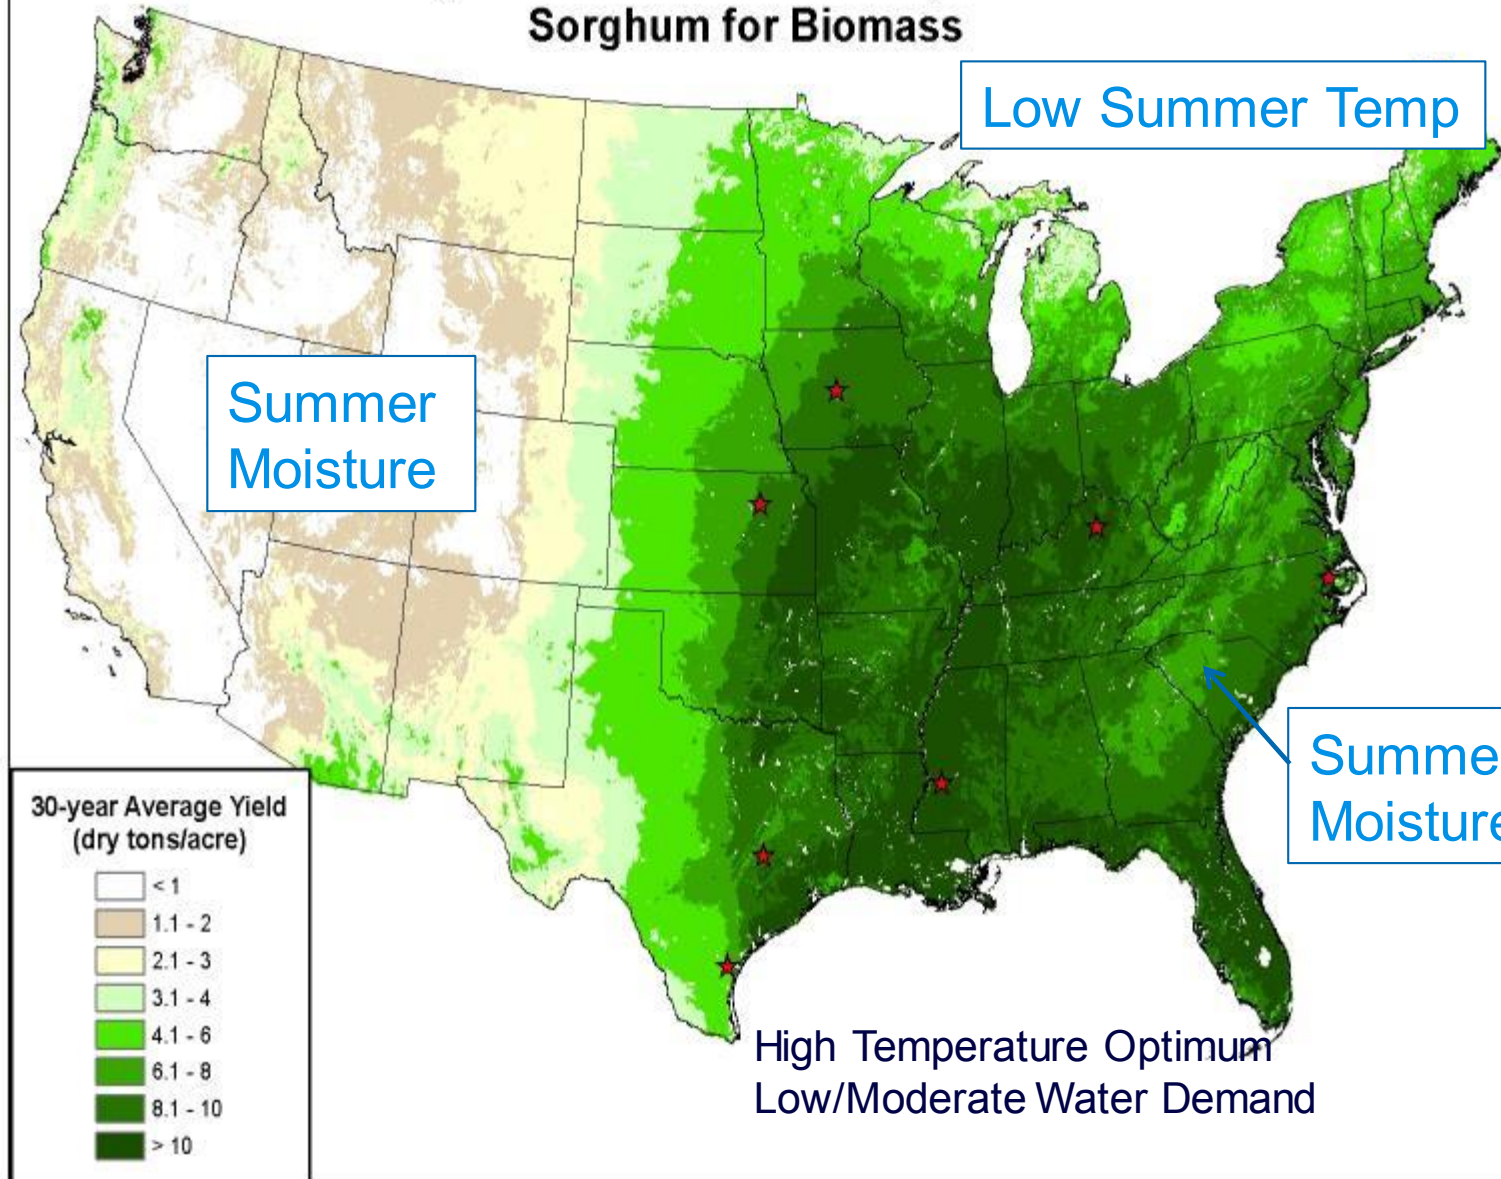 Sorghum for Biomass
Low Summer Temp
Summer
Moisture
Summe
Moisture
30-year Average Yield
(dry tons/acre)
< 1
1.1 - 2
2.1 - 3
3.1 - 4
4.1 - 6
6.1 - 8
8.1 - 10
> 10
High Temperature Optimum
Low/Moderate Water Demand